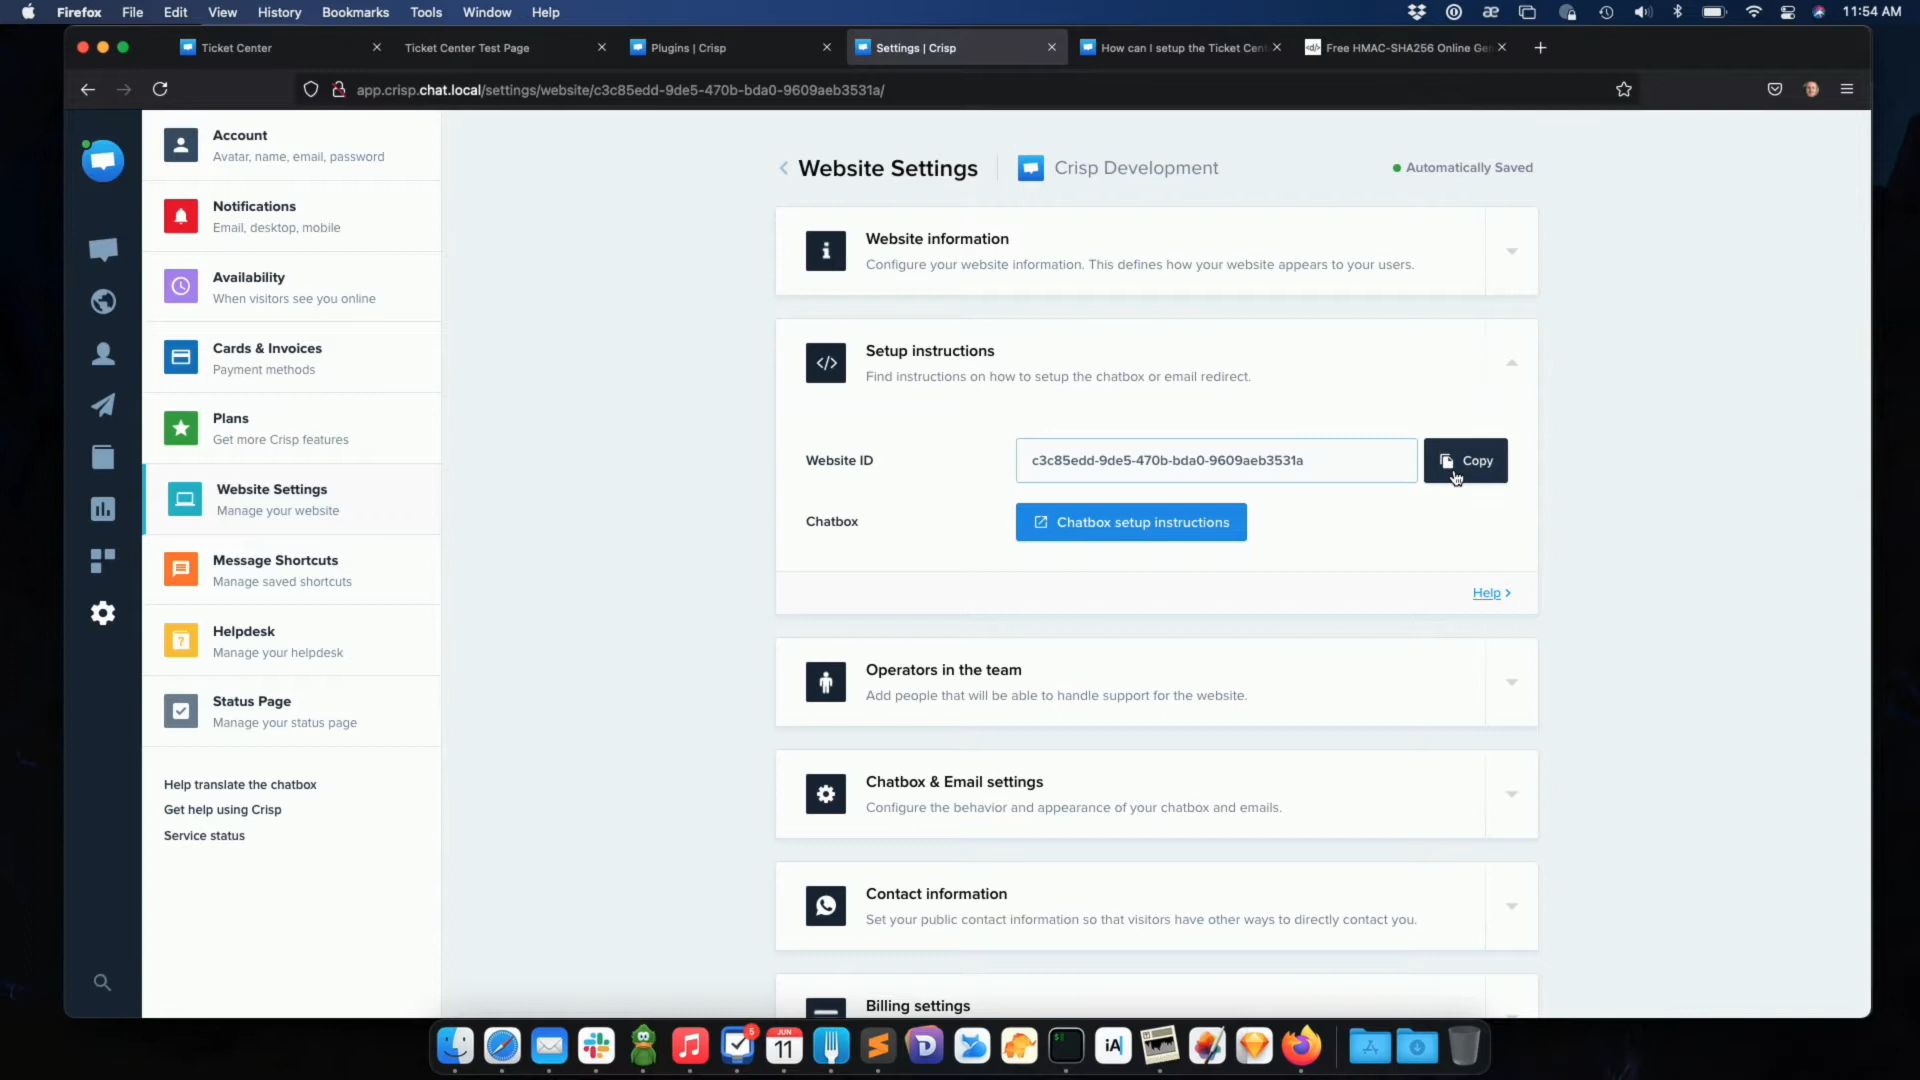 Firefox File Edit View History Bookmarks Tools Window Help æ 11:54 AM
Ticket Center Ticket Center Test Page Plugins | Crisp Settings | Crisp How can I setup the Ticket Cent Free HMAC-SHA256 Online Gen
app.crisp.chat.local/settings/website/c3c85edd-9de5-470b-bda0-9609aeb3531a/
Account
Avatar, name, email, password
Notifications
Email, desktop, mobile
Availability
When visitors see you online
Cards & Invoices
Payment methods
Plans
Get more Crisp features
Website Settings
Manage your website
Message Shortcuts
Manage saved shortcuts
Helpdesk
Manage your helpdesk
Status Page
Manage your status page
Help translate the chatbox
Get help using Crisp
Service status
Website Settings Crisp Development Automatically Saved
Website information
Configure your website information. This defines how your website appears to your users.
Setup instructions
Find instructions on how to setup the chatbox or email redirect.
Website ID c3c85edd-9de5-470b-bda0-9609aeb3531a Copy
Chatbox Chatbox setup instructions
Help >
Operators in the team
Add people that will be able to handle support for the website.
Chatbox & Email settings
Configure the behavior and appearance of your chatbox and emails.
Contact information
Set your public contact information so that visitors have other ways to directly contact you.
Billing settings
5 JUN 11 D $ iA